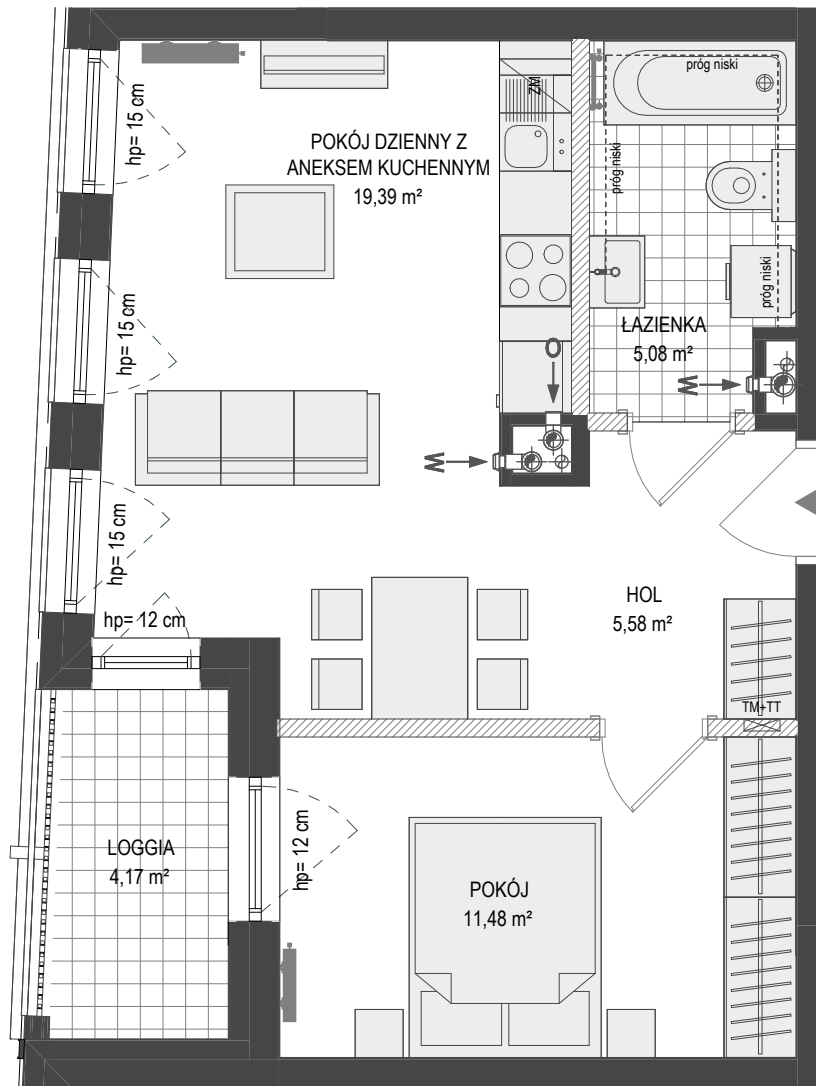 próg niski
hp= 15 cm
ZM
POKÓJ DZIENNY Z
ANEKSEM KUCHENNYM
19,39 m²
próg niski
próg niski
hp= 15 cm
ŁAZIENKA
5,08 m²
O
W
W
hp= 15 cm
HOL
5,58 m²
hp= 12 cm
TM+TT
LOGGIA
4,17 m²
hp= 12 cm
POKÓJ
11,48 m²